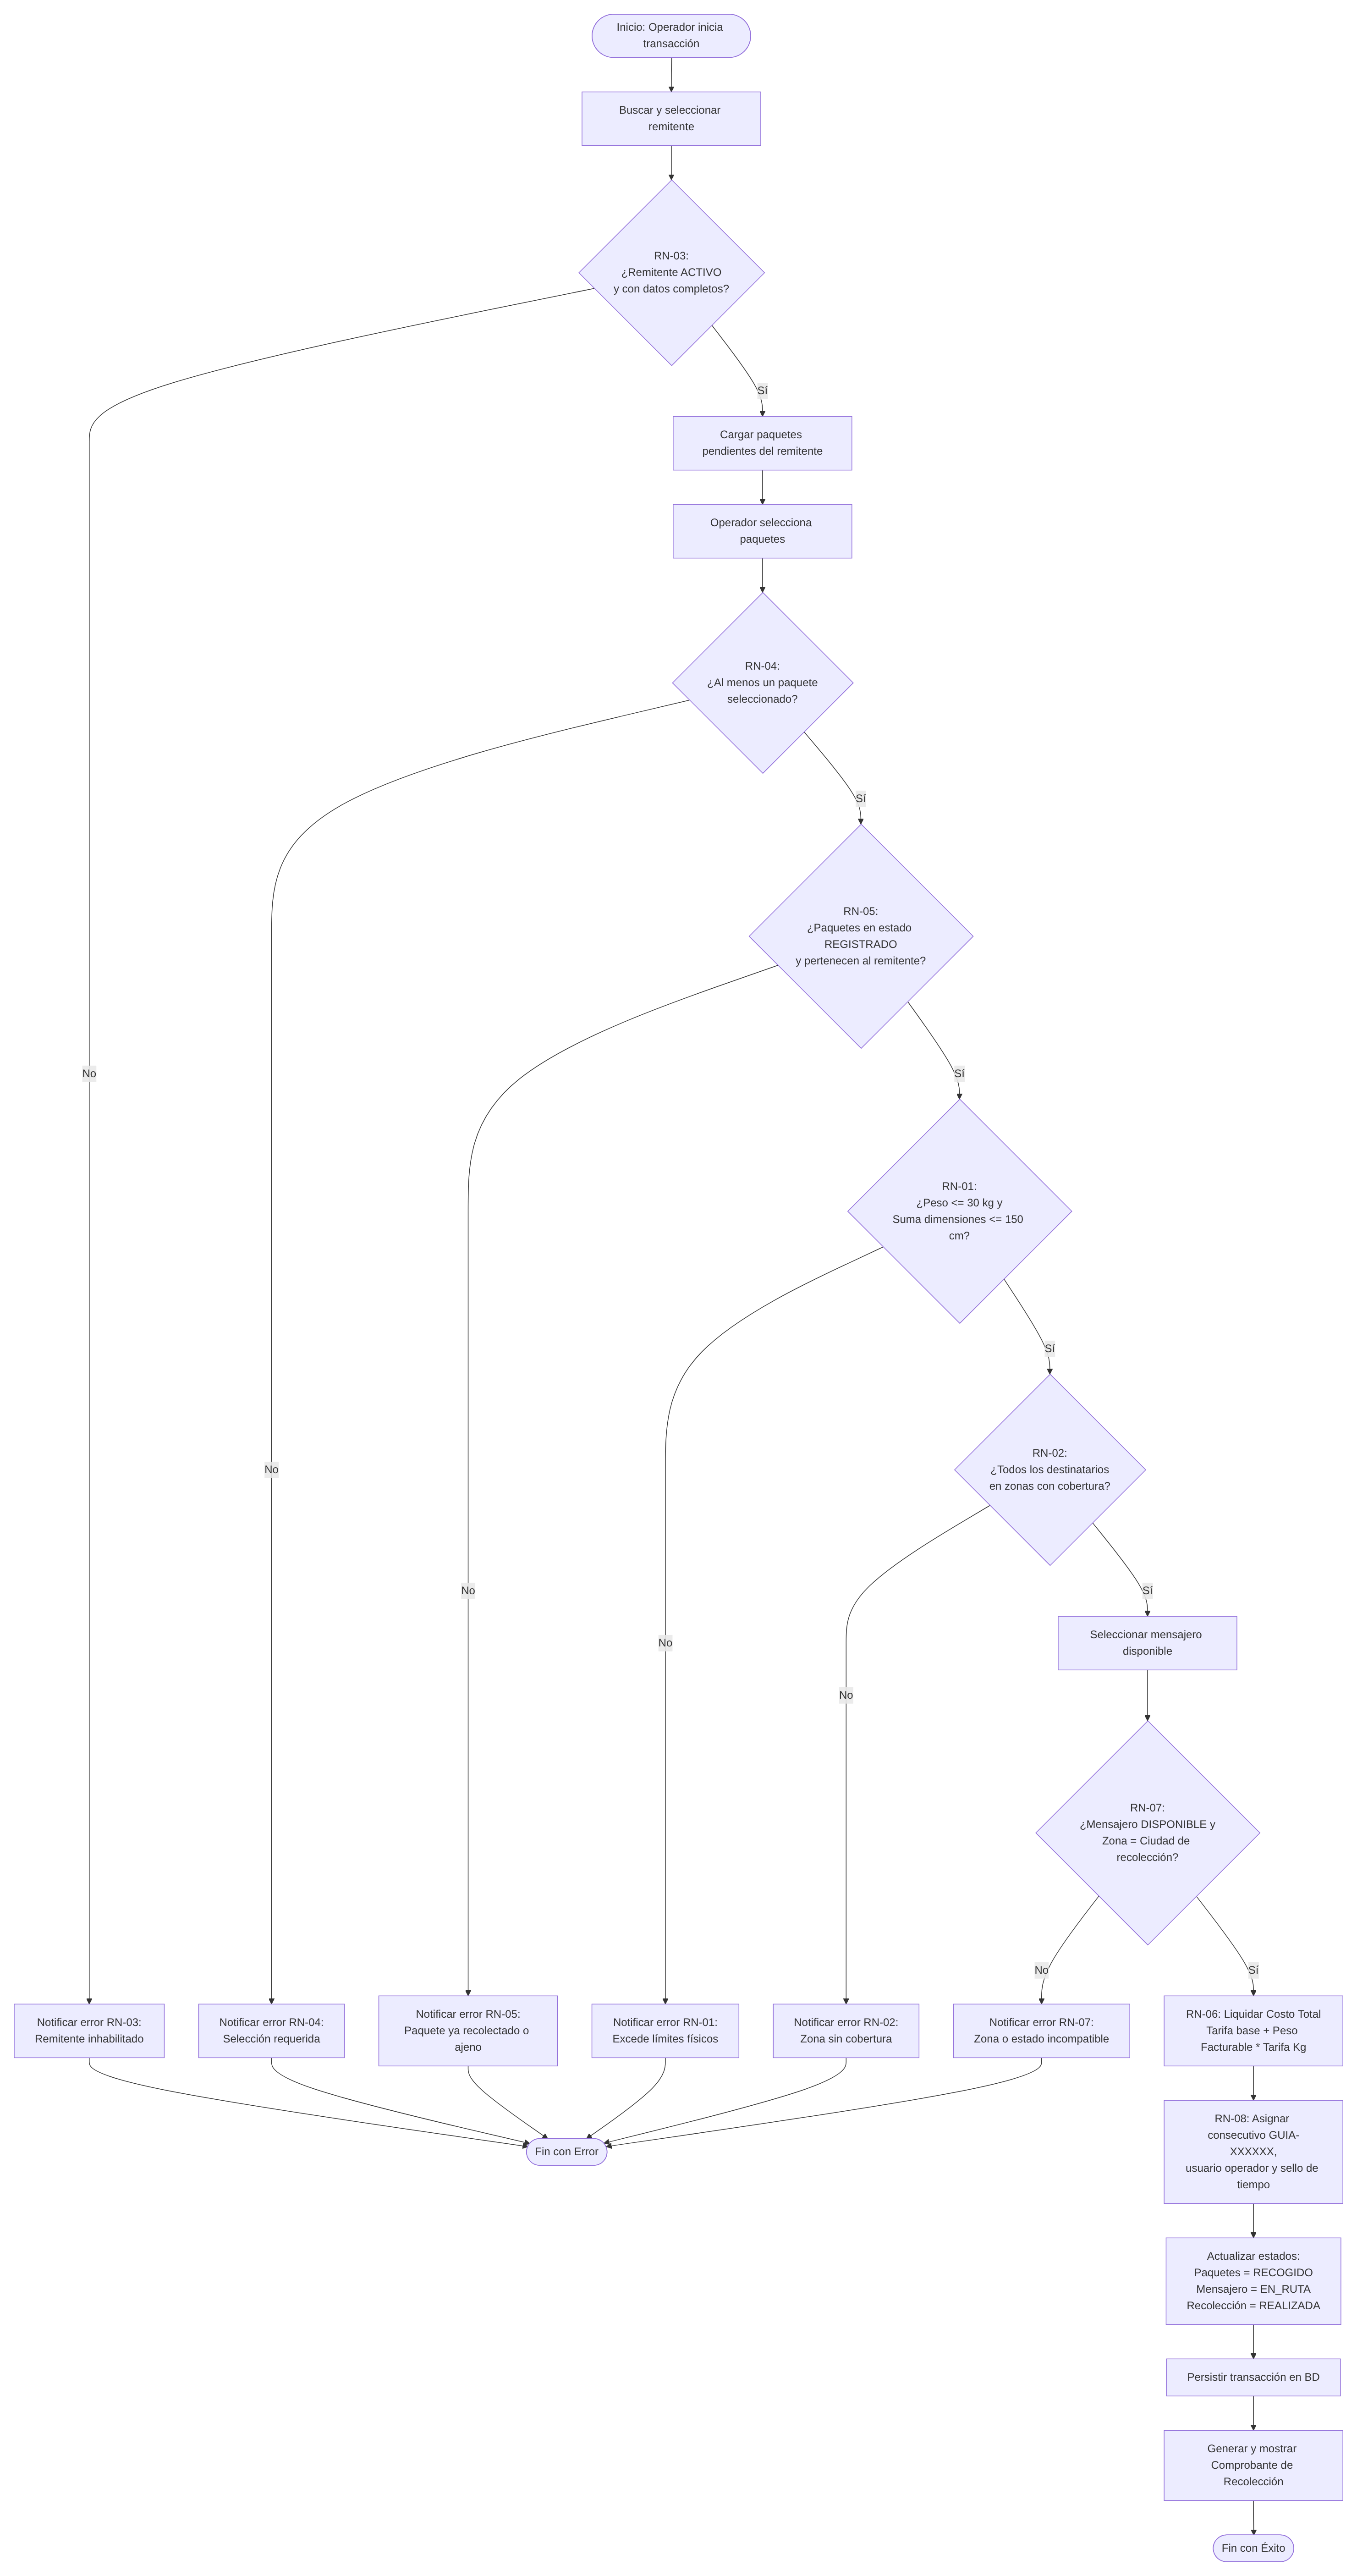 Inicio: Operador inicia
transacción
Buscar y seleccionar
remitente
RN-03:
¿Remitente ACTIVO
y con datos completos?
Sí
Cargar paquetes
pendientes del remitente
Operador selecciona
paquetes
RN-04:
¿Al menos un paquete
seleccionado?
Sí
RN-05:
¿Paquetes en estado
REGISTRADO
y pertenecen al remitente?
No
Sí
RN-01:
¿Peso <= 30 kg y
Suma dimensiones <= 150
cm?
Sí
RN-02:
¿Todos los destinatarios
en zonas con cobertura?
No
No
Sí
Seleccionar mensajero
disponible
No
No
RN-07:
¿Mensajero DISPONIBLE y
Zona = Ciudad de
recolección?
No
Sí
Notificar error RN-03:
Remitente inhabilitado
Notificar error RN-04:
Selección requerida
Notificar error RN-05:
Paquete ya recolectado o
ajeno
Notificar error RN-01:
Excede límites físicos
Notificar error RN-02:
Zona sin cobertura
Notificar error RN-07:
Zona o estado incompatible
RN-06: Liquidar Costo Total
Tarifa base + Peso
Facturable * Tarifa Kg
Fin con Error
RN-08: Asignar
consecutivo GUIA-
XXXXXX,
usuario operador y sello de
tiempo
Actualizar estados:
Paquetes = RECOGIDO
Mensajero = EN_RUTA
Recolección = REALIZADA
Persistir transacción en BD
Generar y mostrar
Comprobante de
Recolección
Fin con Éxito